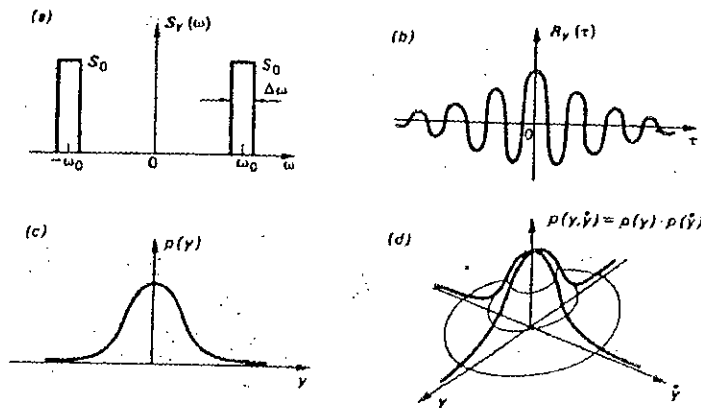 (a)
S_Y(ω)
S_0
S_0
Δω
-ω_0
0
ω_0
ω
(b)
R_Y(τ)
0
τ
(c)
p(y)
y
(d)
p(y,ẏ) = p(y)·p(ẏ)
y
ẏ